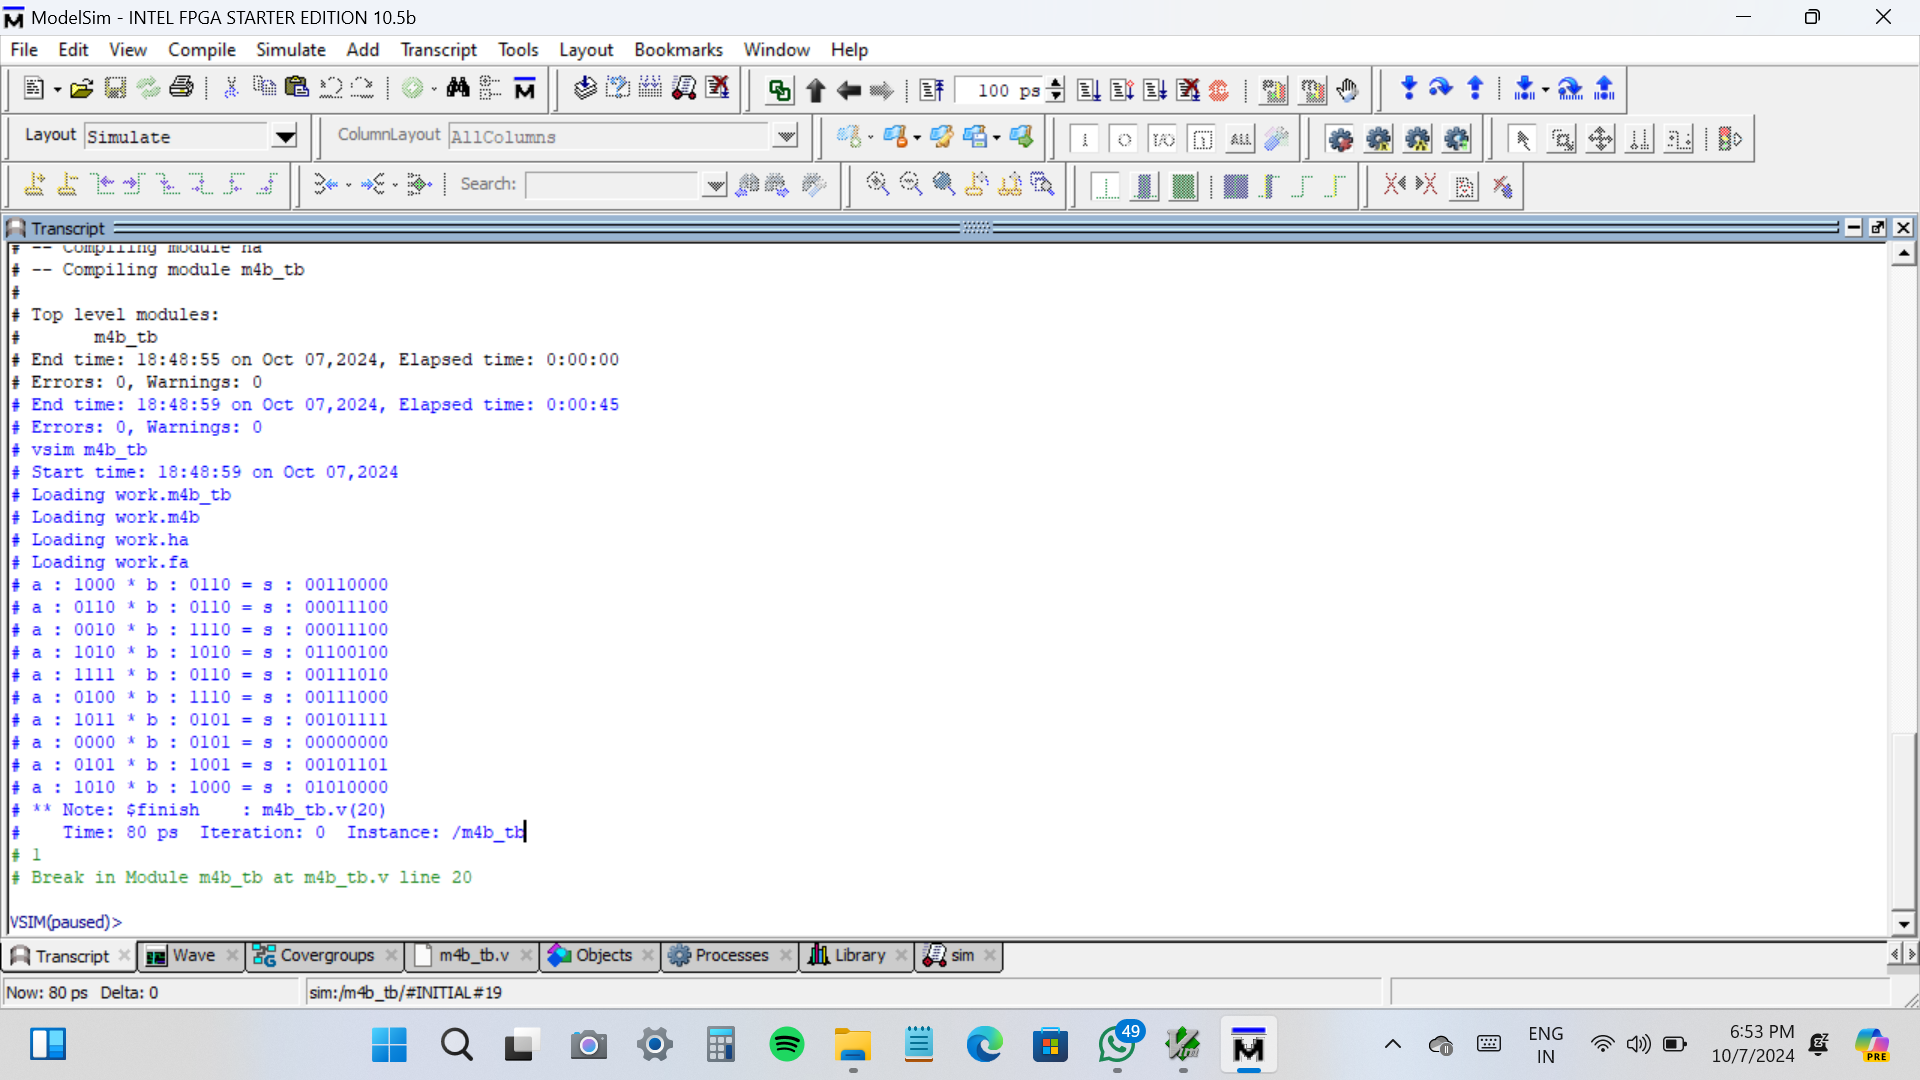 ModelSim - INTEL FPGA STARTER EDITION 10.5b
File Edit View Compile Simulate Add Transcript Tools Layout Bookmarks Window Help
100 ps
Layout Simulate ColumnLayout AllColumns
Search:
Transcript
# -- Compiling module ha
# -- Compiling module m4b_tb
#
# Top level modules:
# m4b_tb
# End time: 18:48:55 on Oct 07,2024, Elapsed time: 0:00:00
# Errors: 0, Warnings: 0
# End time: 18:48:59 on Oct 07,2024, Elapsed time: 0:00:45
# Errors: 0, Warnings: 0
# vsim m4b_tb
# Start time: 18:48:59 on Oct 07,2024
# Loading work.m4b_tb
# Loading work.m4b
# Loading work.ha
# Loading work.fa
# a : 1000 * b : 0110 = s : 00110000
# a : 0110 * b : 0110 = s : 00011100
# a : 0010 * b : 1110 = s : 00011100
# a : 1010 * b : 1010 = s : 01100100
# a : 1111 * b : 0110 = s : 00111010
# a : 0100 * b : 1110 = s : 00111000
# a : 1011 * b : 0101 = s : 00101111
# a : 0000 * b : 0101 = s : 00000000
# a : 0101 * b : 1001 = s : 00101101
# a : 1010 * b : 1000 = s : 01010000
# ** Note: $finish : m4b_tb.v(20)
# Time: 80 ps Iteration: 0 Instance: /m4b_tb
# 1
# Break in Module m4b_tb at m4b_tb.v line 20
VSIM(paused)>
Transcript Wave Covergroups m4b_tb.v Objects Processes Library sim
Now: 80 ps Delta: 0 sim:/m4b_tb/#INITIAL#19
49
ENG
IN
6:53 PM
10/7/2024
PRE